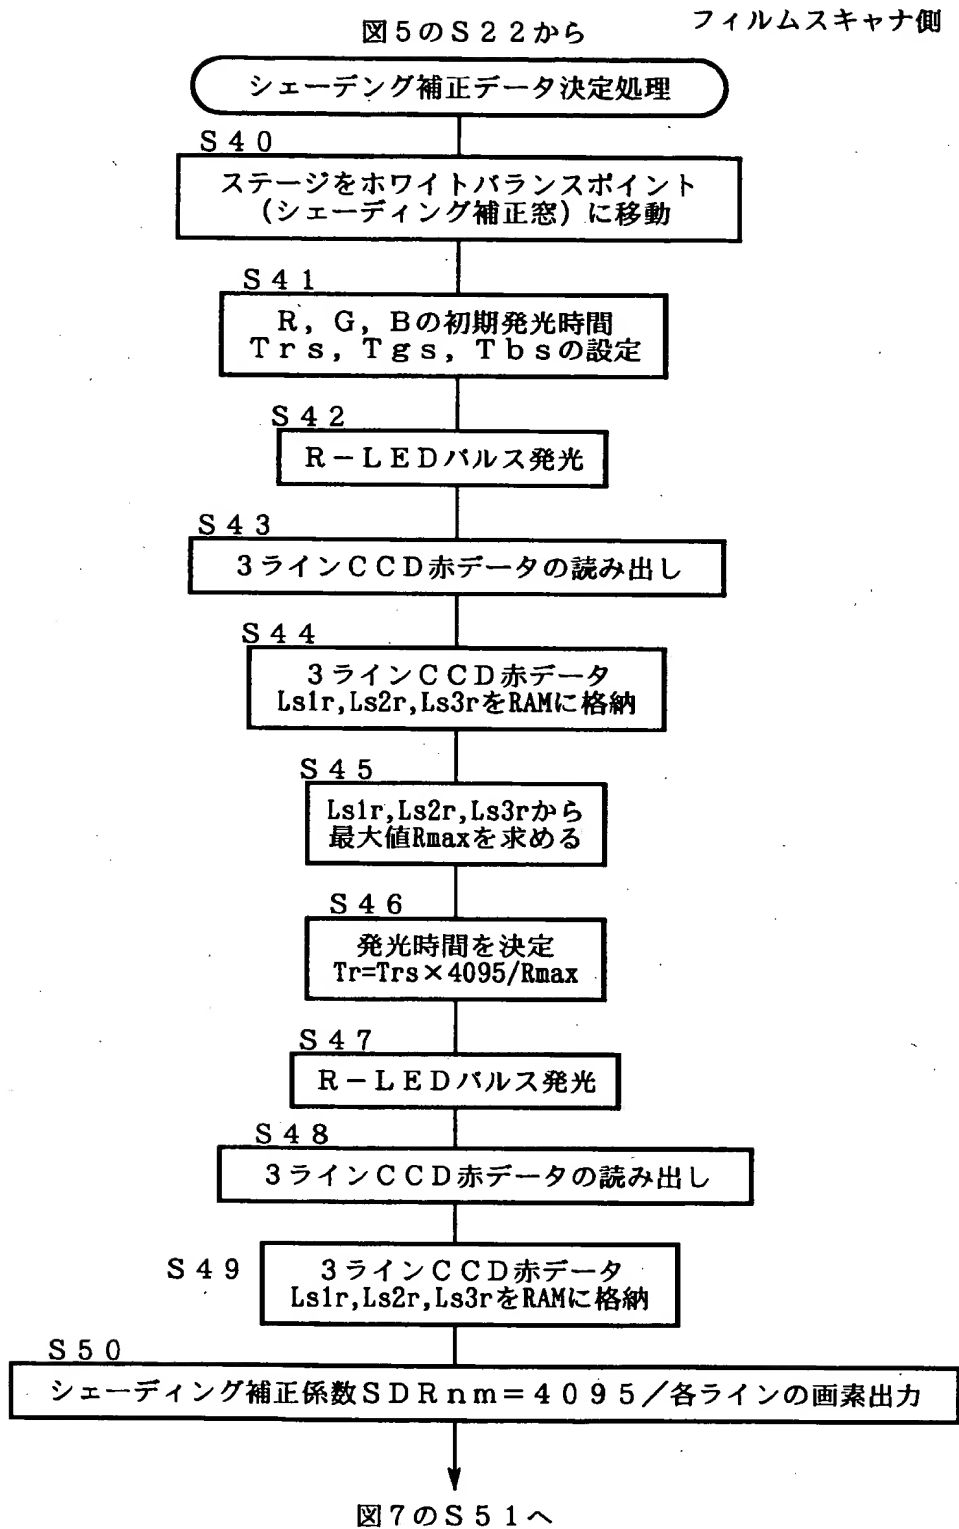 フィルムスキャナ側
図5のS22から
シェーデング補正データ決定処理
S40
ステージをホワイトバランスポイント
(シェーディング補正窓)に移動
S41
R,G,Bの初期発光時間
Trs,Tgs,Tbsの設定
S42
R-LEDパルス発光
S43
3ラインCCD赤データの読み出し
S44
3ラインCCD赤データ
Ls1r,Ls2r,Ls3rをRAMに格納
S45
Ls1r,Ls2r,Ls3rから
最大値Rmaxを求める
S46
発光時間を決定
Tr=Trs×4095/Rmax
S47
R-LEDパルス発光
S48
3ラインCCD赤データの読み出し
S49
3ラインCCD赤データ
Ls1r,Ls2r,Ls3rをRAMに格納
S50
シェーディング補正係数SDRnm=4095/各ラインの画素出力
図7のS51へ